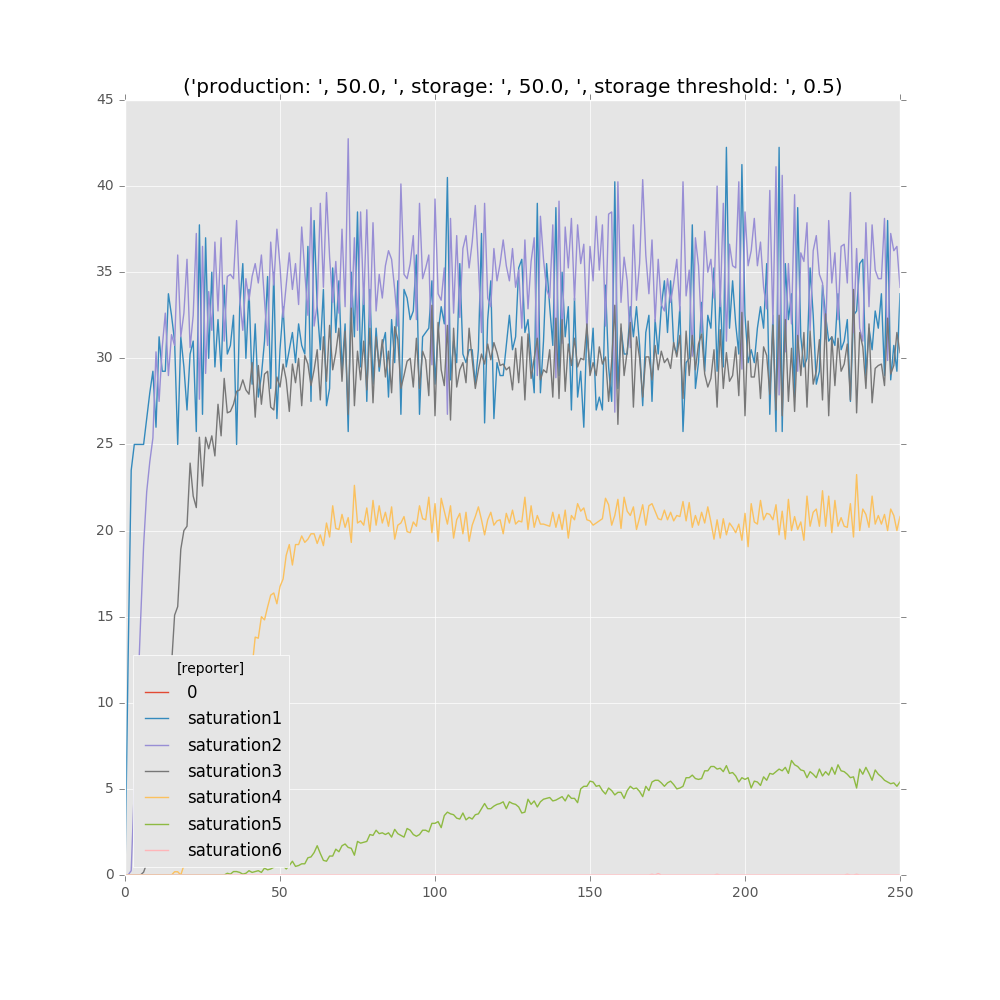 ('production: ', 50.0, ', storage: ', 50.0, ', storage threshold: ', 0.5)
45
40
35
30
25
20
15
10
5
0
[reporter]
0
saturation1
saturation2
saturation3
saturation4
saturation5
saturation6
0 50 100 150 200 250